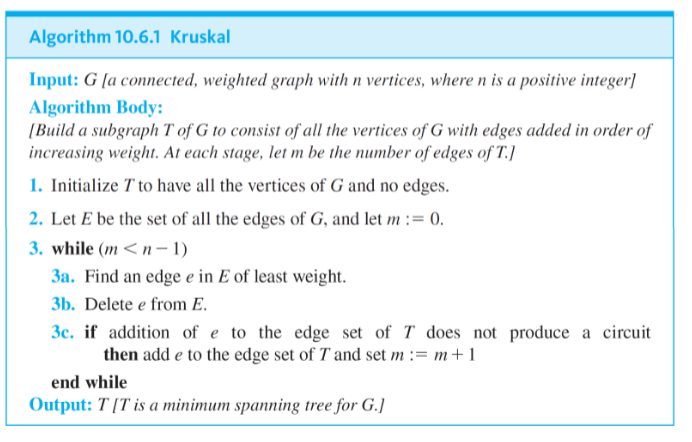 Algorithm 10.6.1 Kruskal
Input: G [a connected, weighted graph with n vertices, where n is a positive integer]
Algorithm Body:
[Build a subgraph T of G to consist of all the vertices of G with edges added in order of
increasing weight. At each stage, let m be the number of edges of T.]
1. Initialize T to have all the vertices of G and no edges.
2. Let E be the set of all the edges of G, and let m := 0.
3. while (m < n − 1)
3a. Find an edge e in E of least weight.
3b. Delete e from E.
3c. if addition of e to the edge set of T does not produce a circuit
then add e to the edge set of T and set m := m + 1
end while
Output: T [T is a minimum spanning tree for G.]